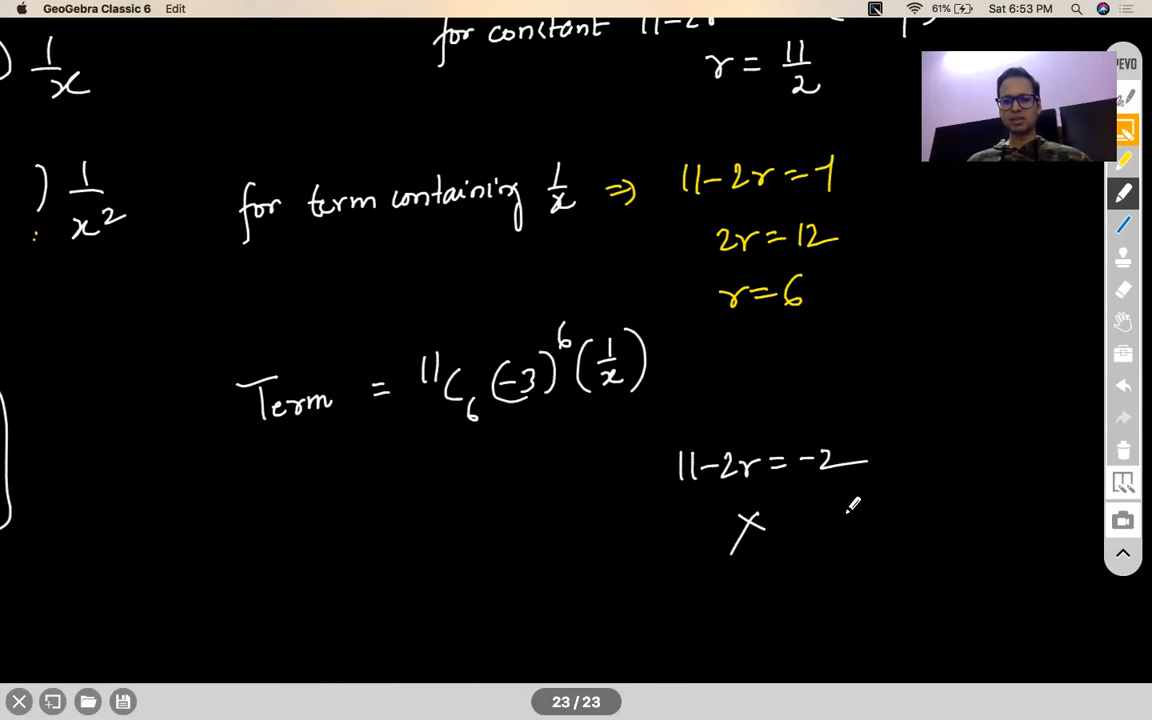 GeoGebra Classic 6 Edit 61% Sat 6:53 PM
for constant 11-2r
) 1/x
r = 11/2
EVO
) 1/x²
for term containing 1/x ⇒ 11-2r=-1
2r=12
r=6
Term = ¹¹C₆ (-3)⁶ (1/x)
11-2r = -2
X
23 / 23